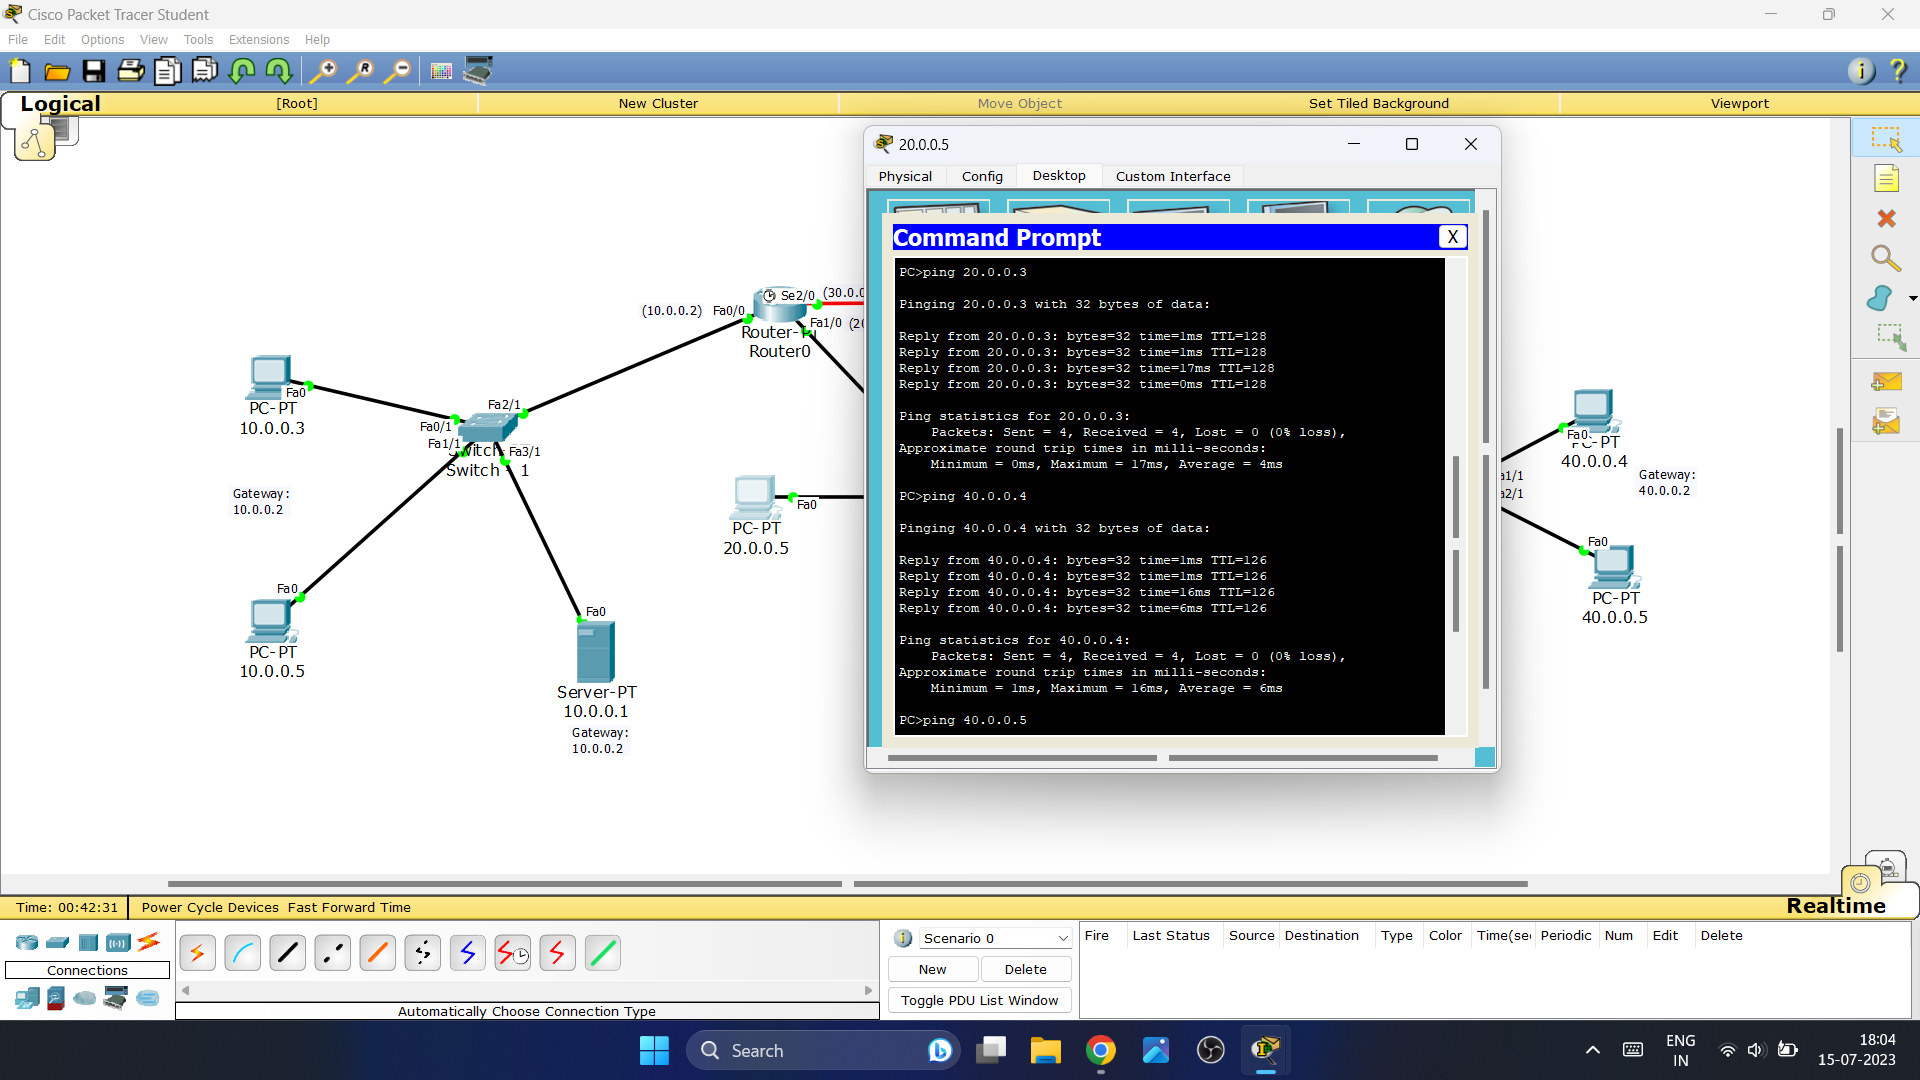 Cisco Packet Tracer Student
File Edit Options View Tools Extensions Help
Logical [Root] New Cluster Move Object Set Tiled Background Viewport
20.0.0.5
Physical Config Desktop Custom Interface
Command Prompt X
PC>ping 20.0.0.3
Pinging 20.0.0.3 with 32 bytes of data:
Reply from 20.0.0.3: bytes=32 time=1ms TTL=128
Reply from 20.0.0.3: bytes=32 time=1ms TTL=128
Reply from 20.0.0.3: bytes=32 time=17ms TTL=128
Reply from 20.0.0.3: bytes=32 time=0ms TTL=128
Ping statistics for 20.0.0.3:
Packets: Sent = 4, Received = 4, Lost = 0 (0% loss),
Approximate round trip times in milli-seconds:
Minimum = 0ms, Maximum = 17ms, Average = 4ms
PC>ping 40.0.0.4
Pinging 40.0.0.4 with 32 bytes of data:
Reply from 40.0.0.4: bytes=32 time=1ms TTL=126
Reply from 40.0.0.4: bytes=32 time=1ms TTL=126
Reply from 40.0.0.4: bytes=32 time=16ms TTL=126
Reply from 40.0.0.4: bytes=32 time=6ms TTL=126
Ping statistics for 40.0.0.4:
Packets: Sent = 4, Received = 4, Lost = 0 (0% loss),
Approximate round trip times in milli-seconds:
Minimum = 1ms, Maximum = 16ms, Average = 6ms
PC>ping 40.0.0.5
(10.0.0.2) Fa0/0 Se2/0 (30.0.0
Fa1/0 (20
Router0
Fa0
PC-PT
10.0.0.3
Fa2/1
Fa0/1
Fa1/1
Fa3/1
Switch 1
Gateway:
10.0.0.2
Fa0
PC-PT
20.0.0.5
Fa0
PC-PT
10.0.0.5
Fa0
Server-PT
10.0.0.1
Gateway:
10.0.0.2
Fa0
40.0.0.4
a1/1
a2/1
Gateway:
40.0.0.2
Fa0
PC-PT
40.0.0.5
Time: 00:42:31 Power Cycle Devices Fast Forward Time
Realtime
Connections
Automatically Choose Connection Type
Scenario 0
New Delete
Toggle PDU List Window
Fire Last Status Source Destination Type Color Time(sec Periodic Num Edit Delete
Search
ENG
IN
18:04
15-07-2023